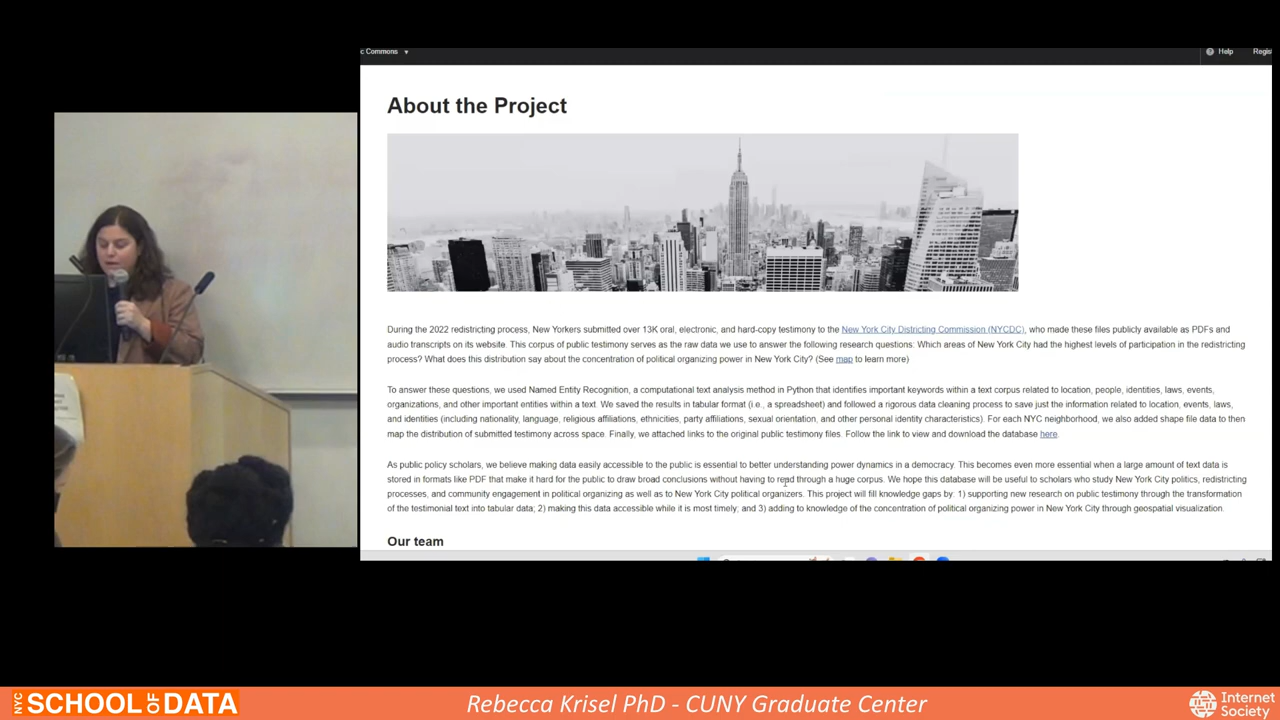 c Commons
Help
Regis
About the Project
During the 2022 redistricting process, New Yorkers submitted over 13K oral, electronic, and hard-copy testimony to the New York City Districting Commission (NYCDC), who made these files publicly available as PDFs and
audio transcripts on its website. This corpus of public testimony serves as the raw data we use to answer the following research questions: Which areas of New York City had the highest levels of participation in the redistricting
process? What does this distribution say about the concentration of political organizing power in New York City? (See map to learn more)
To answer these questions, we used Named Entity Recognition, a computational text analysis method in Python that identifies important keywords within a text corpus related to location, people, identities, laws, events,
organizations, and other important entities within a text. We saved the results in tabular format (i.e., a spreadsheet) and followed a rigorous data cleaning process to save just the information related to location, events, laws,
and identities (including nationality, language, religious affiliations, ethnicities, party affiliations, sexual orientation, and other personal identity characteristics). For each NYC neighborhood, we also added shape file data to then
map the distribution of submitted testimony across space. Finally, we attached links to the original public testimony files. Follow the link to view and download the database here.
As public policy scholars, we believe making data easily accessible to the public is essential to better understanding power dynamics in a democracy. This becomes even more essential when a large amount of text data is
stored in formats like PDF that make it hard for the public to draw broad conclusions without having to read through a huge corpus. We hope this database will be useful to scholars who study New York City politics, redistricting
processes, and community engagement in political organizing as well as to New York City political organizers. This project will fill knowledge gaps by: 1) supporting new research on public testimony through the transformation
of the testimonial text into tabular data; 2) making this data accessible while it is most timely; and 3) adding to knowledge of the concentration of political organizing power in New York City through geospatial visualization.
Our team
NYC SCHOOL OF DATA
Rebecca Krisel PhD - CUNY Graduate Center
Internet
Society